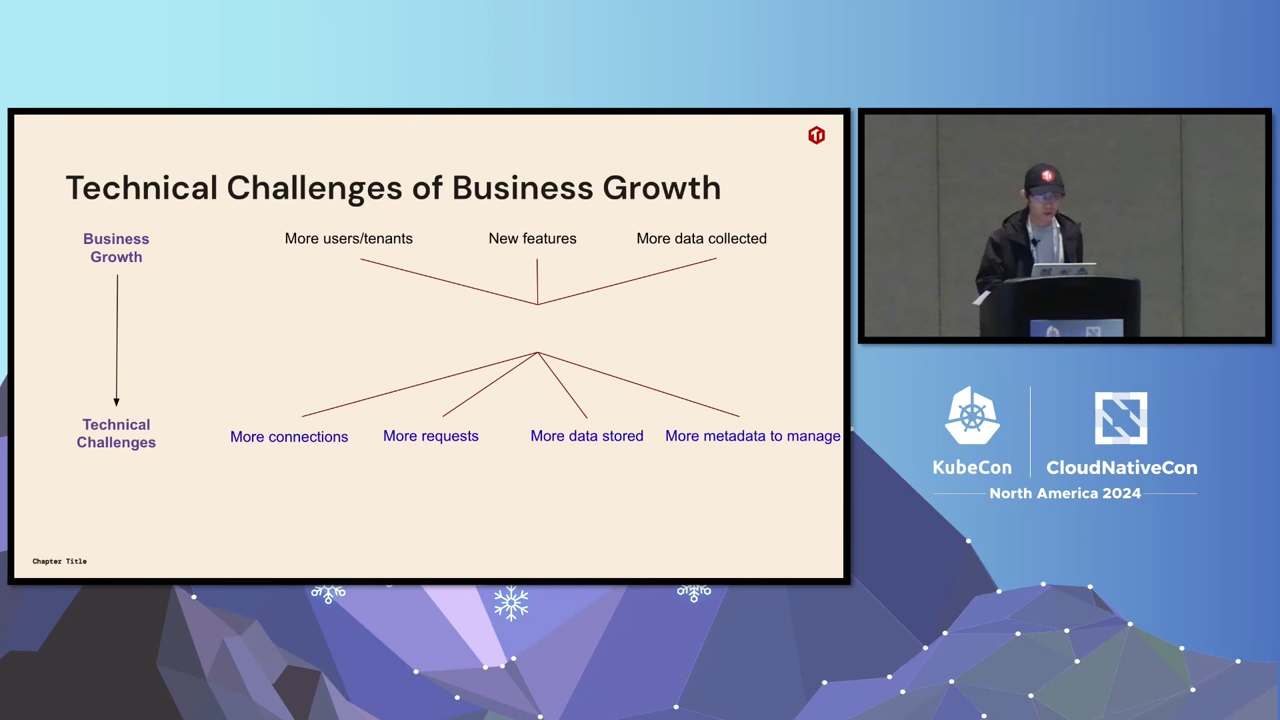 Technical Challenges of Business Growth
Business
Growth
More users/tenants
New features
More data collected
Technical
Challenges
More connections
More requests
More data stored
More metadata to manage
Chapter Title
KubeCon
CloudNativeCon
North America 2024